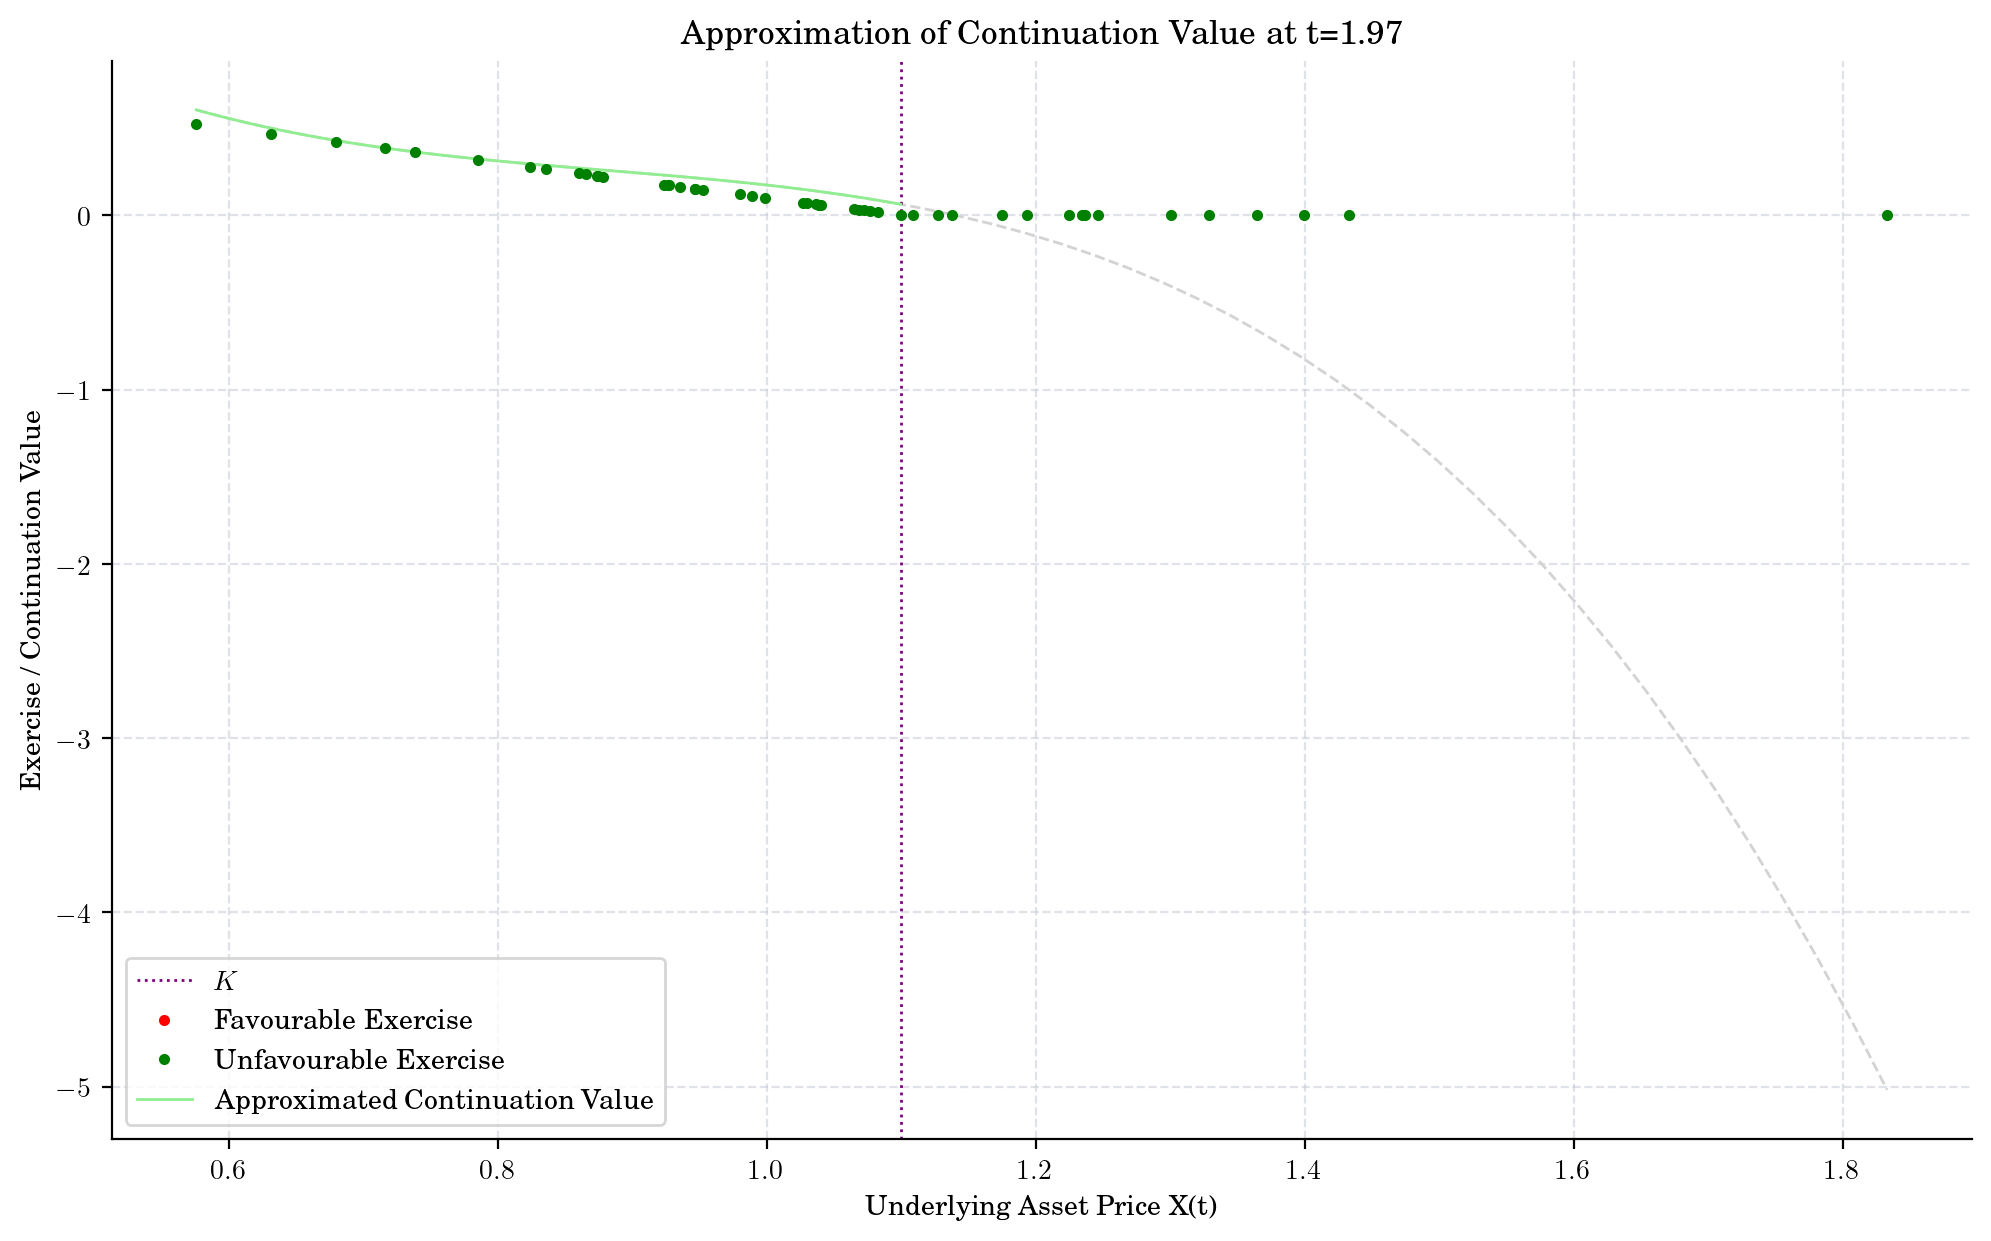 Approximation of Continuation Value at t=1.97
Exercise / Continuation Value
0
−1
−2
−3
−4
−5
K
Favourable Exercise
Unfavourable Exercise
Approximated Continuation Value
0.6 0.8 1.0 1.2 1.4 1.6 1.8
Underlying Asset Price X(t)